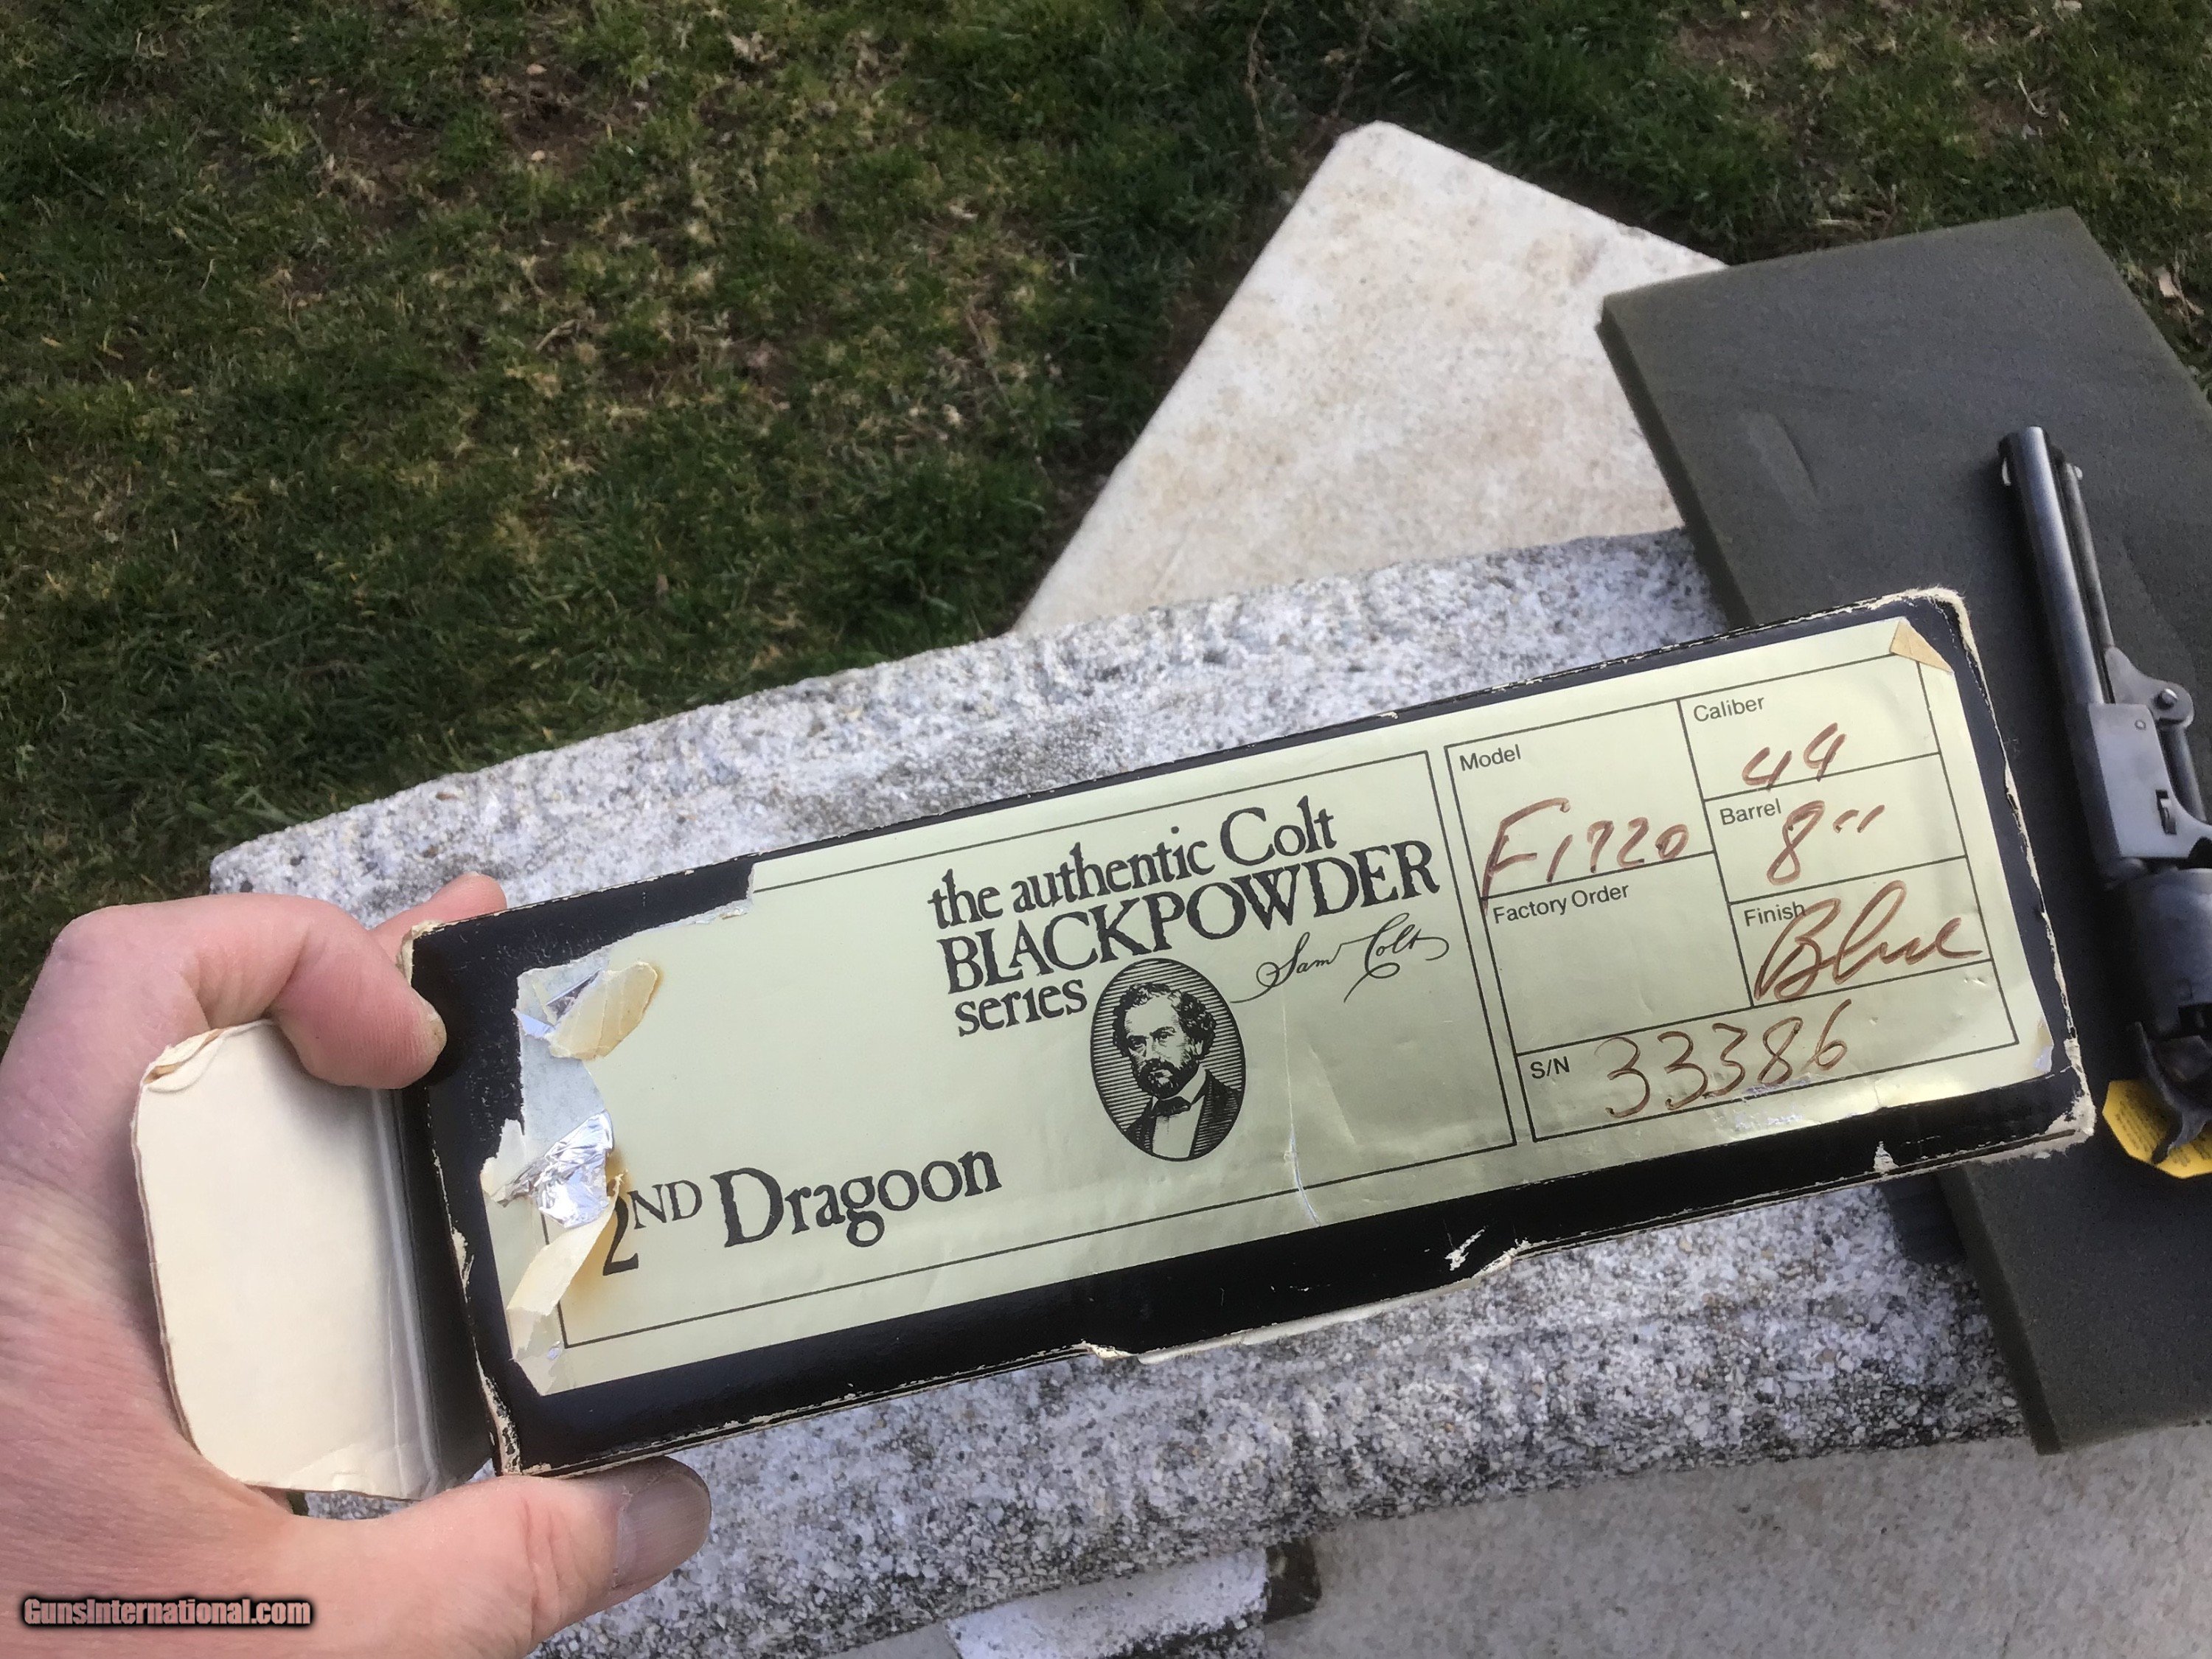 the authentic Colt
BLACKPOWDER
series
Sam Colt
2ND Dragoon
Model
F1720
Factory Order
Caliber
44
Barrel
8"
Finish
Blue
S/N
33386
GunsInternational.com